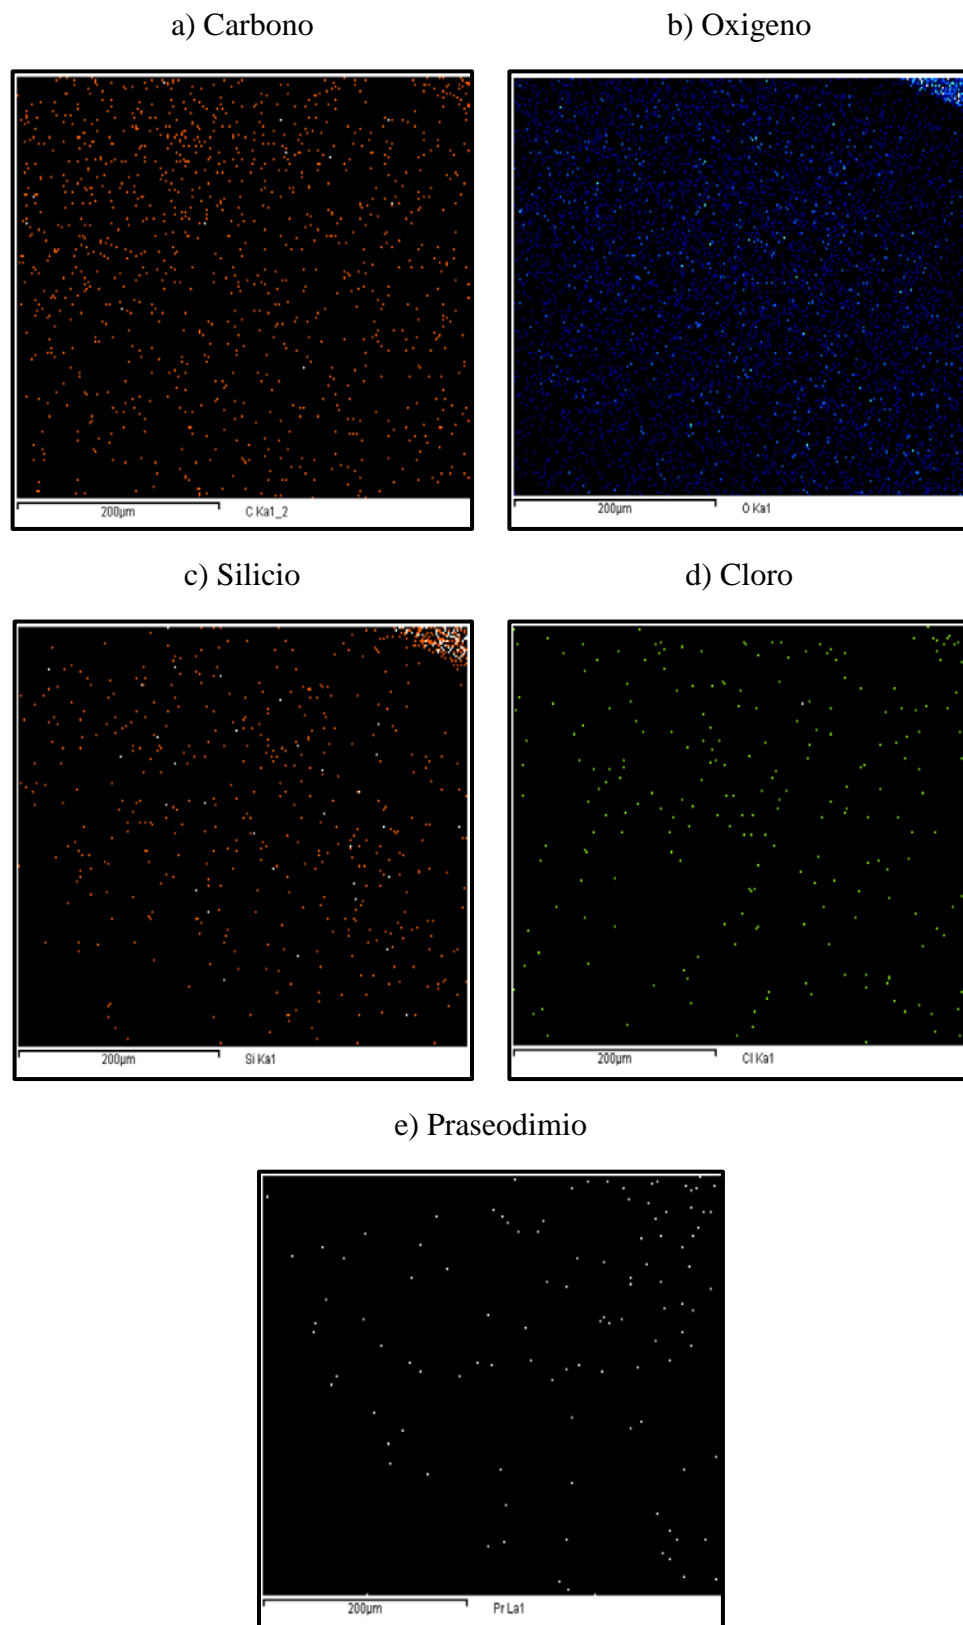 a) Carbono
b) Oxigeno
200µm
C Ka1_2
200µm
O Ka1
c) Silicio
d) Cloro
200µm
Si Ka1
200µm
Cl Ka1
e) Praseodimio
200µm
Pr La1